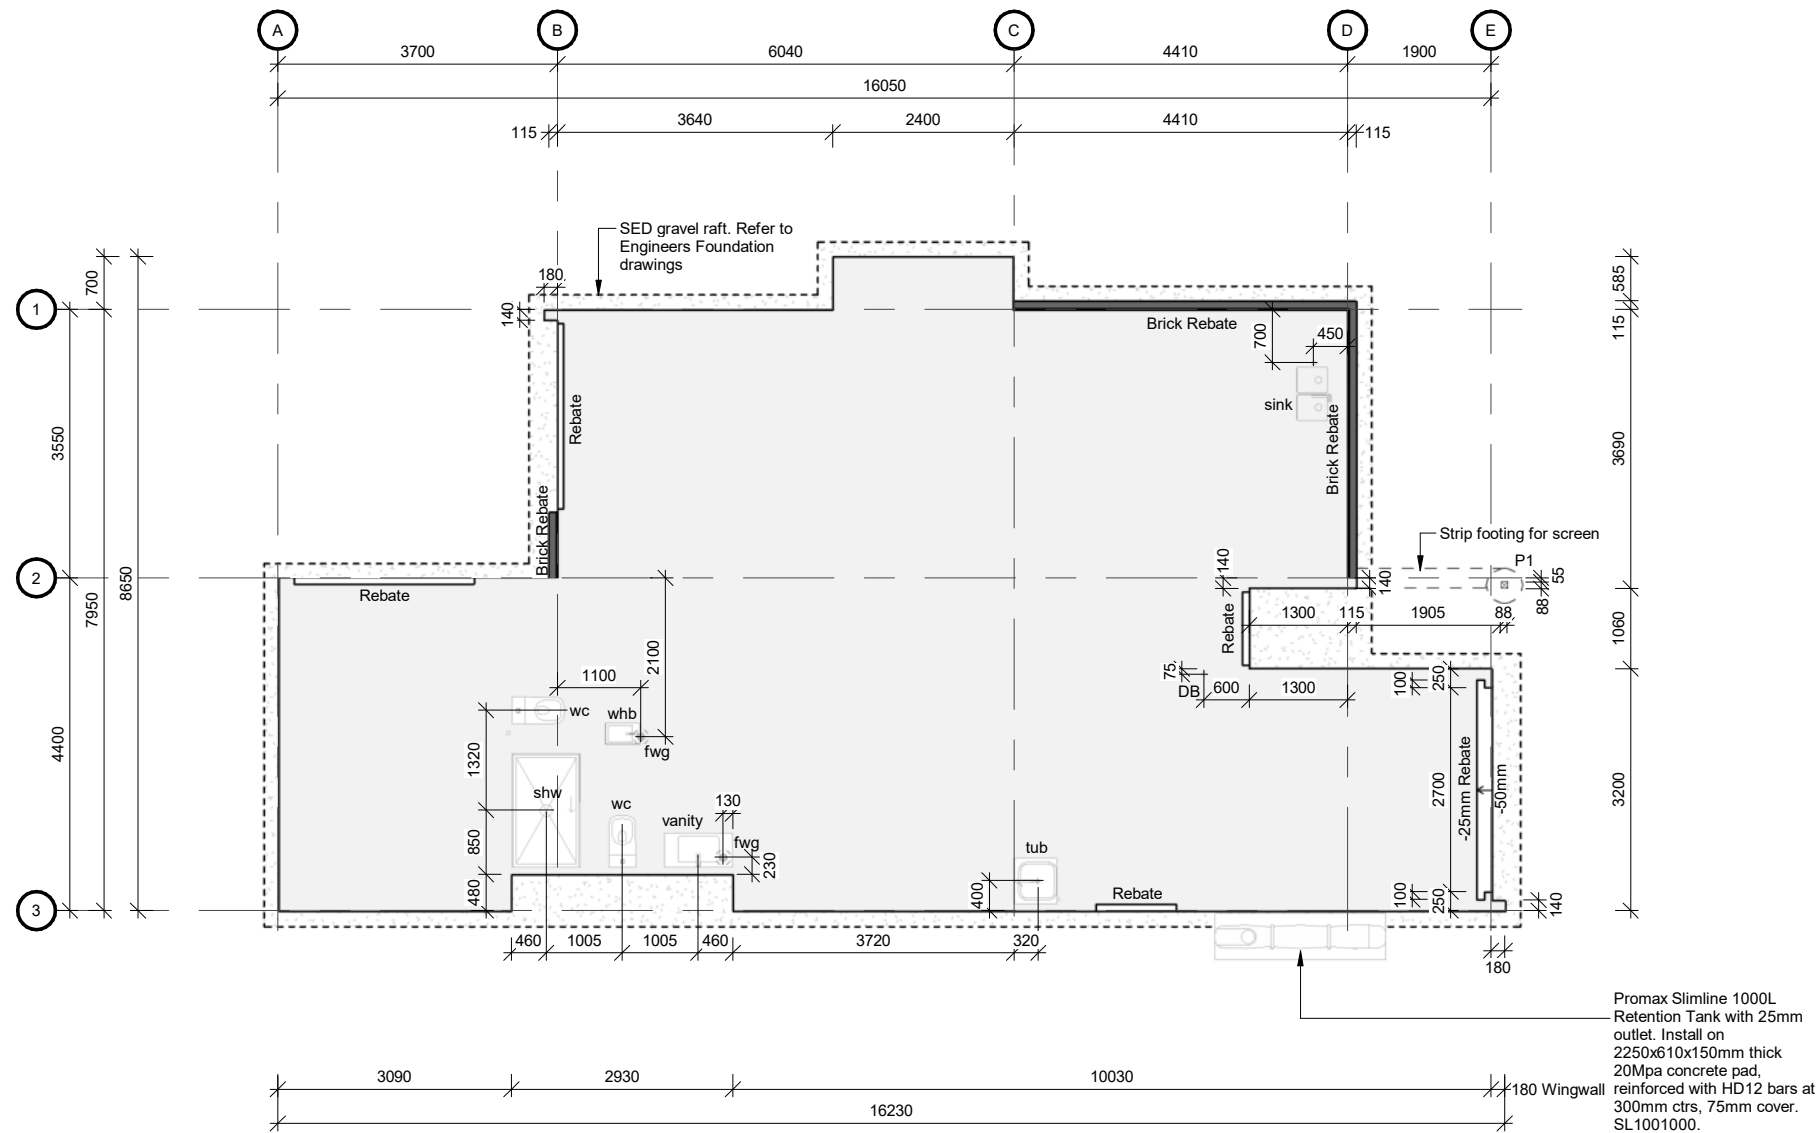 A
B
C
D
E
3700
6040
4410
1900
16050
3640
2400
4410
115
115
SED gravel raft. Refer to
Engineers Foundation
drawings
180
700
585
1
140
Brick Rebate
700
450
115
sink
Rebate
Brick Rebate
3550
8650
7950
3690
Brick Rebate
Strip footing for screen
P1
2
140
140
55
88
Rebate
Rebate
1300
115
1905
88
1060
2100
75
DB
600
1300
100
250
1100
wc
whb
fwg
4400
1320
shw
wc
vanity
130
fwg
-25mm Rebate
2700
-50mm
3200
850
230
tub
480
400
Rebate
100
250
140
3
460
1005
1005
460
3720
320
180
Promax Slimline 1000L
Retention Tank with 25mm
outlet. Install on
2250x610x150mm thick
20Mpa concrete pad,
reinforced with HD12 bars at
300mm ctrs, 75mm cover.
SL1001000.
3090
2930
10030
180 Wingwall
16230